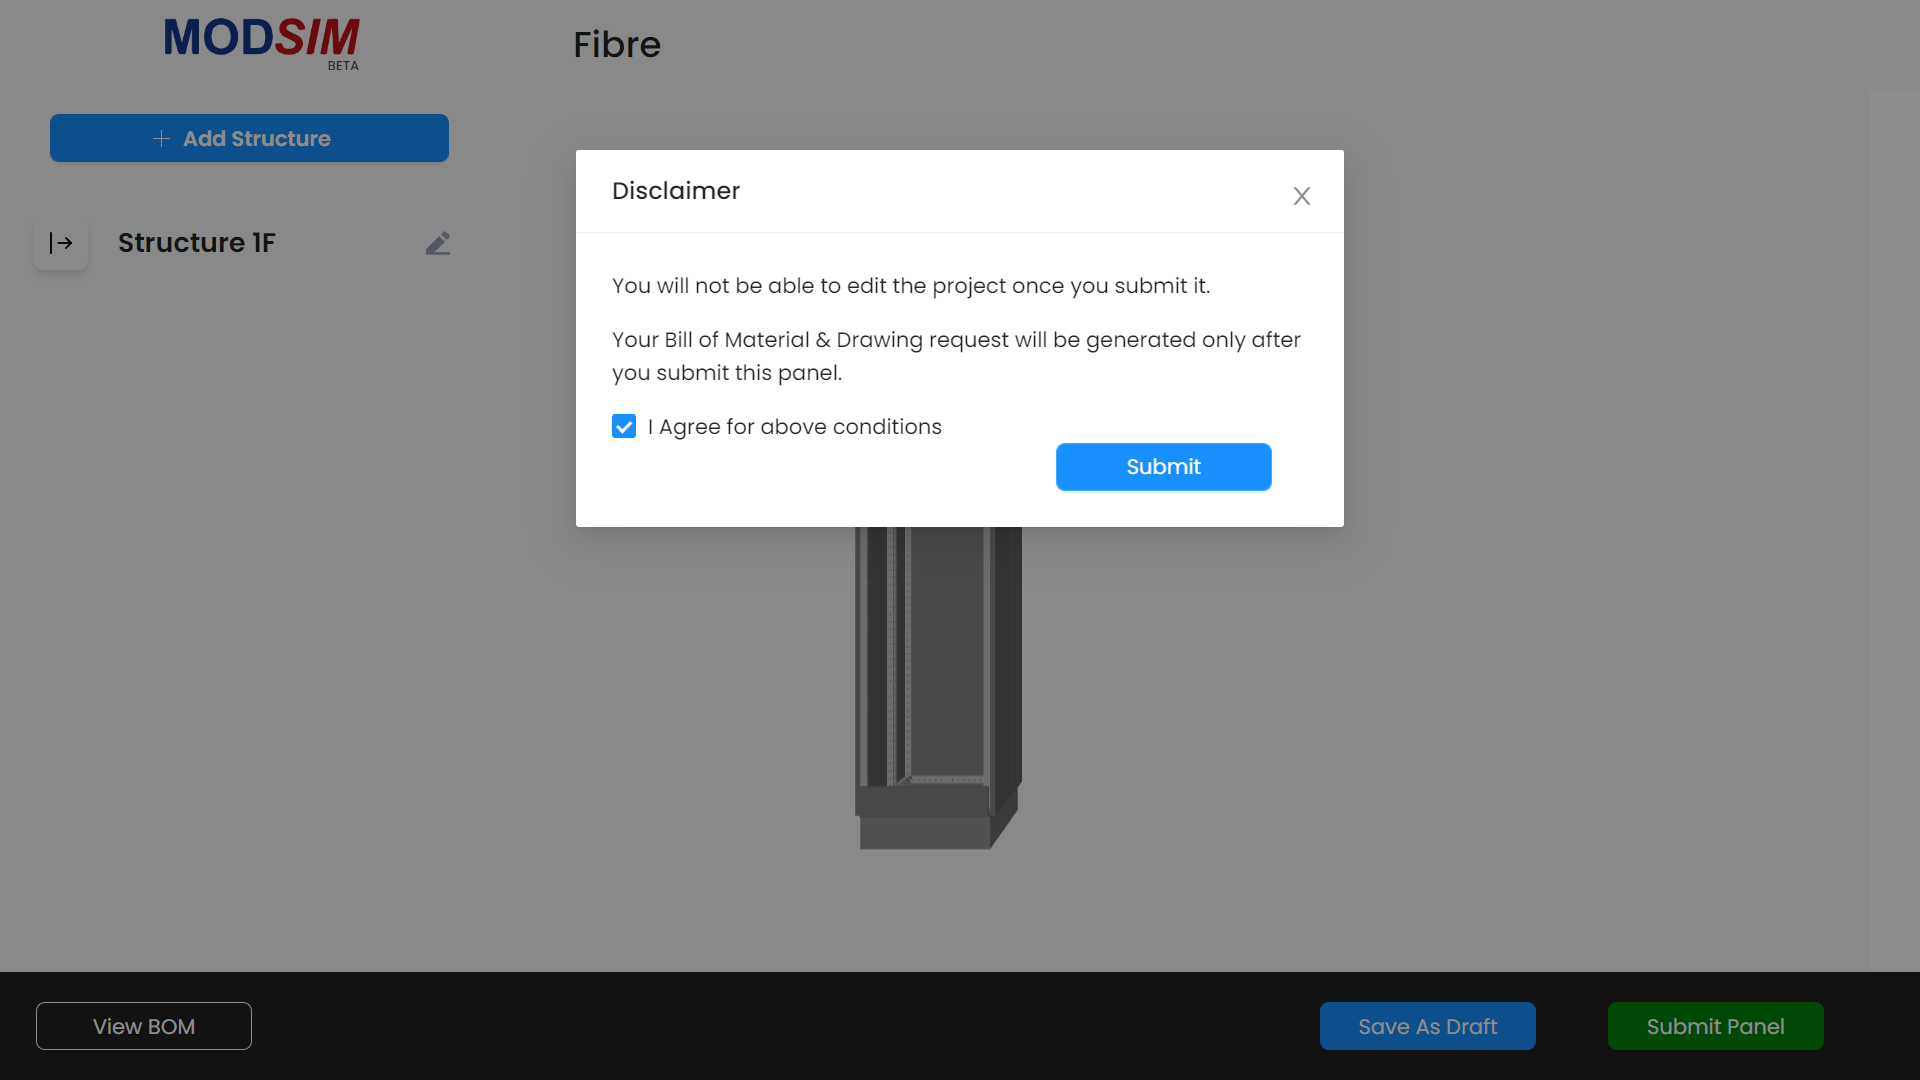 MODSIM
BETA
Fibre
Add Structure
Structure 1F
Disclaimer
You will not be able to edit the project once you submit it.
Your Bill of Material & Drawing request will be generated only after
you submit this panel.
I Agree for above conditions
Submit
View BOM
Save As Draft
Submit Panel